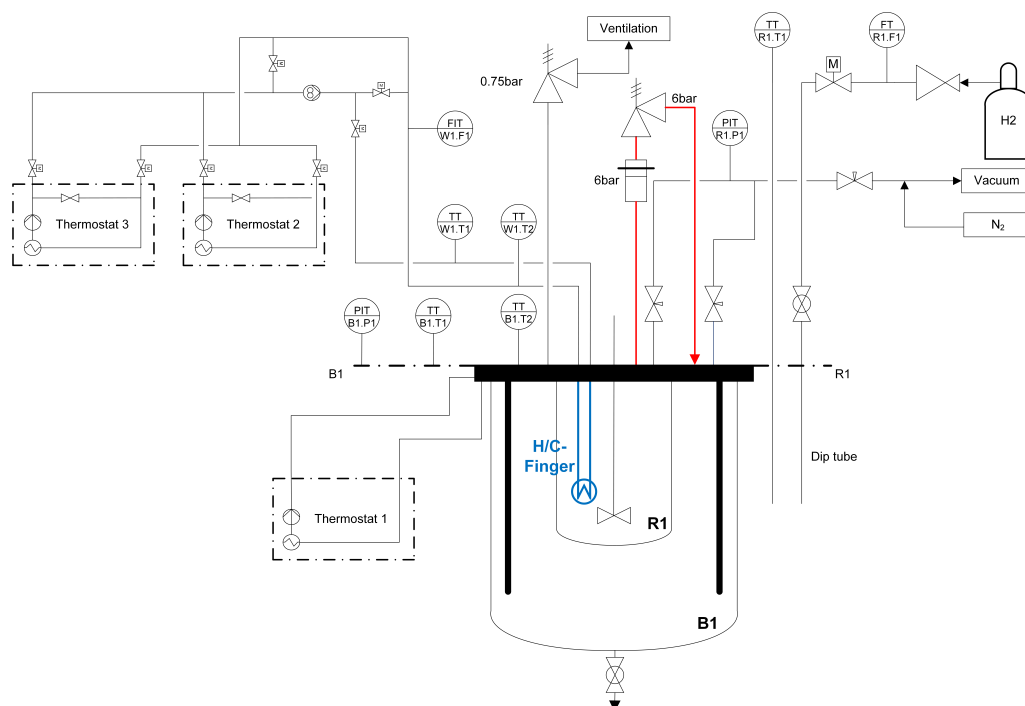 Ventilation
TT
R1.T1
FT
R1.F1
0.75bar
M
6bar
H2
FIT
W1.F1
PIT
R1.P1
6bar
Vacuum
N2
Thermostat 3
Thermostat 2
TT
W1.T1
TT
W1.T2
PIT
B1.P1
TT
B1.T1
TT
B1.T2
B1
R1
H/C-
Finger
Dip tube
Thermostat 1
R1
B1